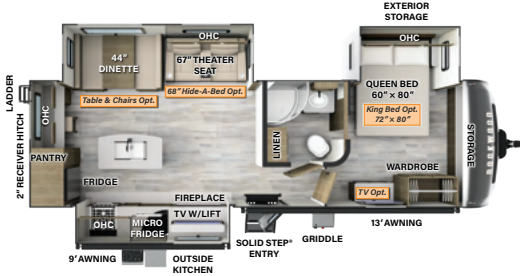 EXTERIOR
STORAGE
OHC
OHC
44"
DINETTE
67" THEATER
SEAT
Table & Chairs Opt.
68" Hide-A-Bed Opt.
QUEEN BED
60" x 80"
King Bed Opt.
72" x 80"
LADDER
2" RECEIVER HITCH
OHC
PANTRY
LINEN
STORAGE
ROCKWOOD
WARDROBE
FRIDGE
TV Opt.
FIREPLACE
TV W/LIFT
OHC
MICRO
FRIDGE
13' AWNING
9' AWNING
OUTSIDE
KITCHEN
SOLID STEP®
ENTRY
GRIDDLE